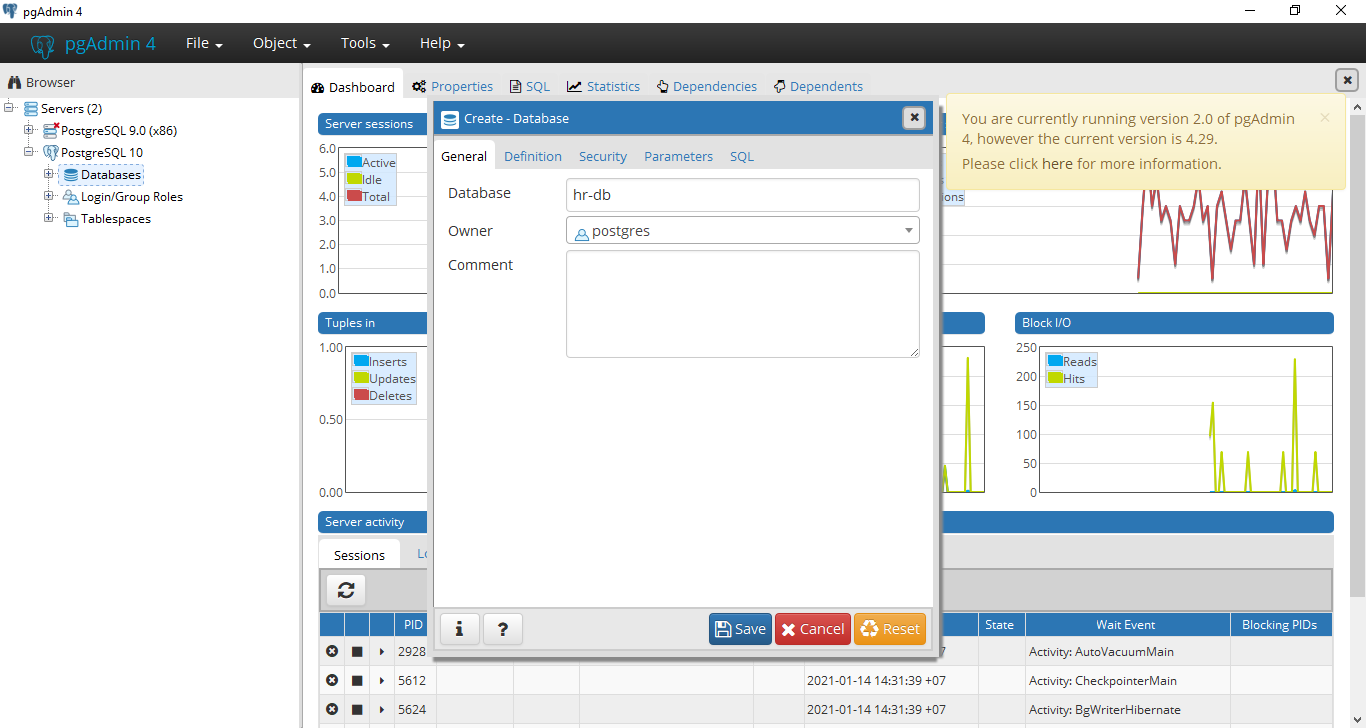 pgAdmin 4
pgAdmin 4 File Object Tools Help
Browser
Servers (2)
PostgreSQL 9.0 (x86)
PostgreSQL 10
Databases
Login/Group Roles
Tablespaces
Dashboard Properties SQL Statistics Dependencies Dependents
Server sessions
6.0
5.0
4.0
3.0
2.0
1.0
0.0
Active
Idle
Total
Create - Database
General Definition Security Parameters SQL
Database hr-db
Owner postgres
Comment
i ? Save Cancel Reset
You are currently running version 2.0 of pgAdmin
4, however the current version is 4.29.
Please click here for more information.
ions
Tuples in
1.00
0.50
0.00
Inserts
Updates
Deletes
Block I/O
250
200
150
100
50
0
Reads
Hits
Server activity
Sessions
PID State Wait Event Blocking PIDs
2928 Activity: AutoVacuumMain
5612 2021-01-14 14:31:39 +07 Activity: CheckpointerMain
5624 2021-01-14 14:31:39 +07 Activity: BgWriterHibernate